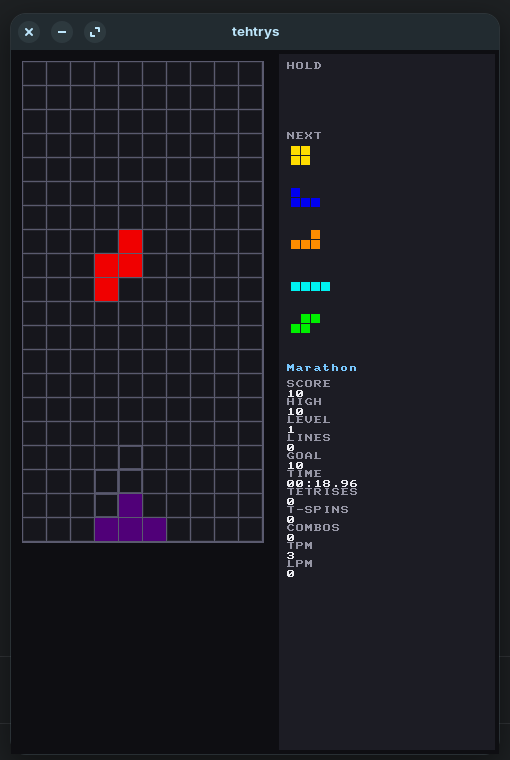 tehtrys
HOLD
NEXT
Marathon
SCORE
10
HIGH
10
LEVEL
1
LINES
0
GOAL
10
TIME
00:18.96
TETRISES
0
T-SPINS
0
COMBOS
0
TPM
3
LPM
0